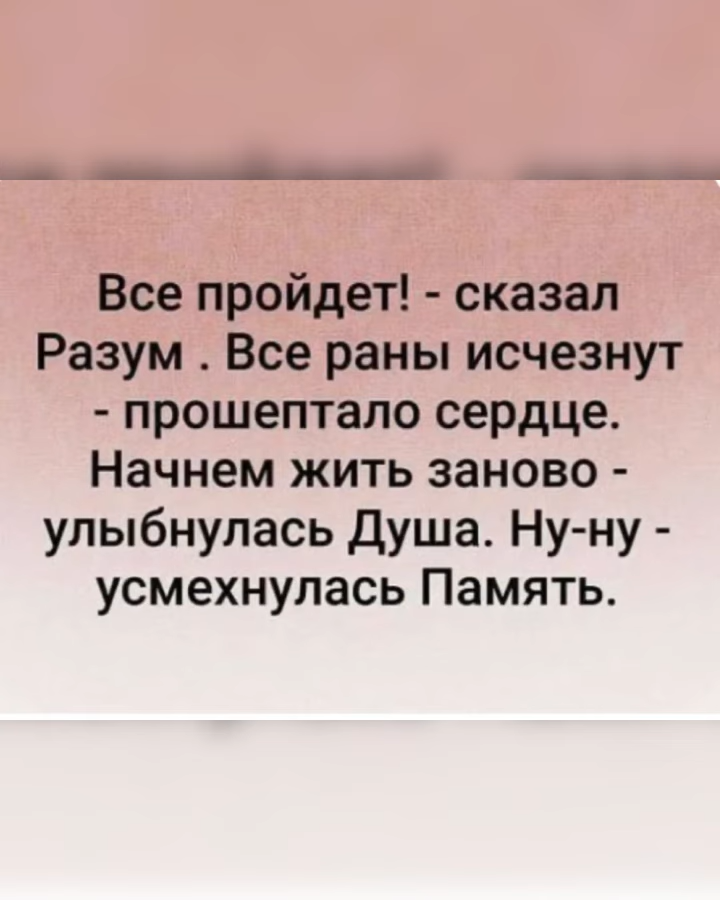 Все пройдет! - сказал
Разум . Все раны исчезнут
- прошептало сердце.
Начнем жить заново -
улыбнулась Душа. Ну-ну -
усмехнулась Память.